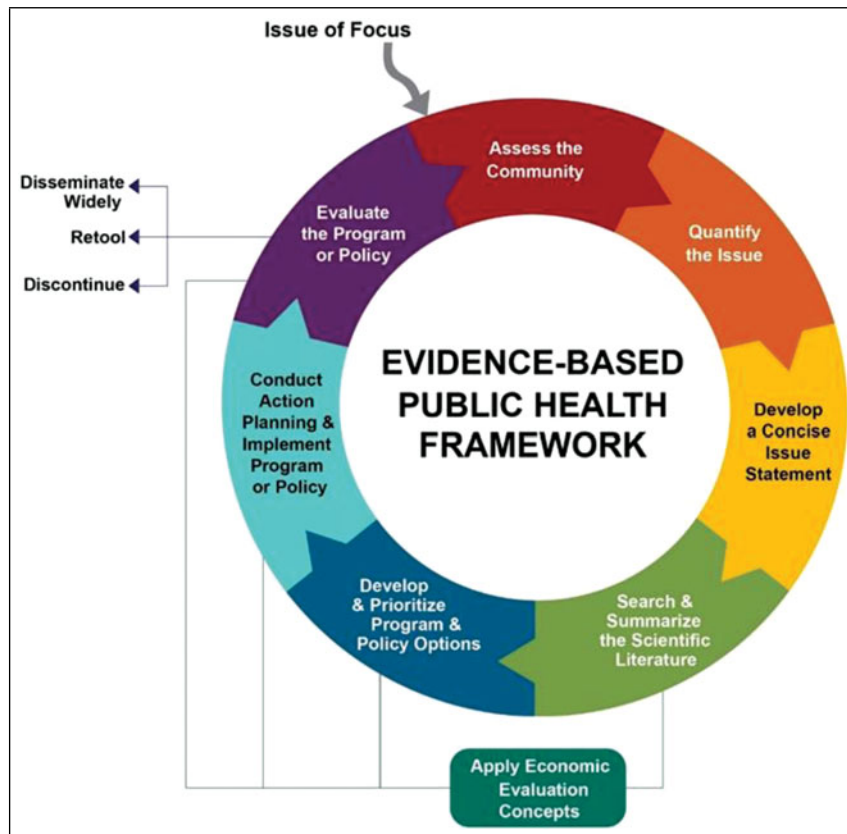 Issue of Focus
Assess the
Community
Quantify
the Issue
Develop
a Concise
Issue
Statement
Search &
Summarize
the Scientific
Literature
Develop
& Prioritize
Program &
Policy Options
Conduct
Action
Planning &
Implement
Program
or Policy
Evaluate
the Program
or Policy
Disseminate
Widely
Retool
Discontinue
EVIDENCE-BASED
PUBLIC HEALTH
FRAMEWORK
Apply Economic
Evaluation
Concepts